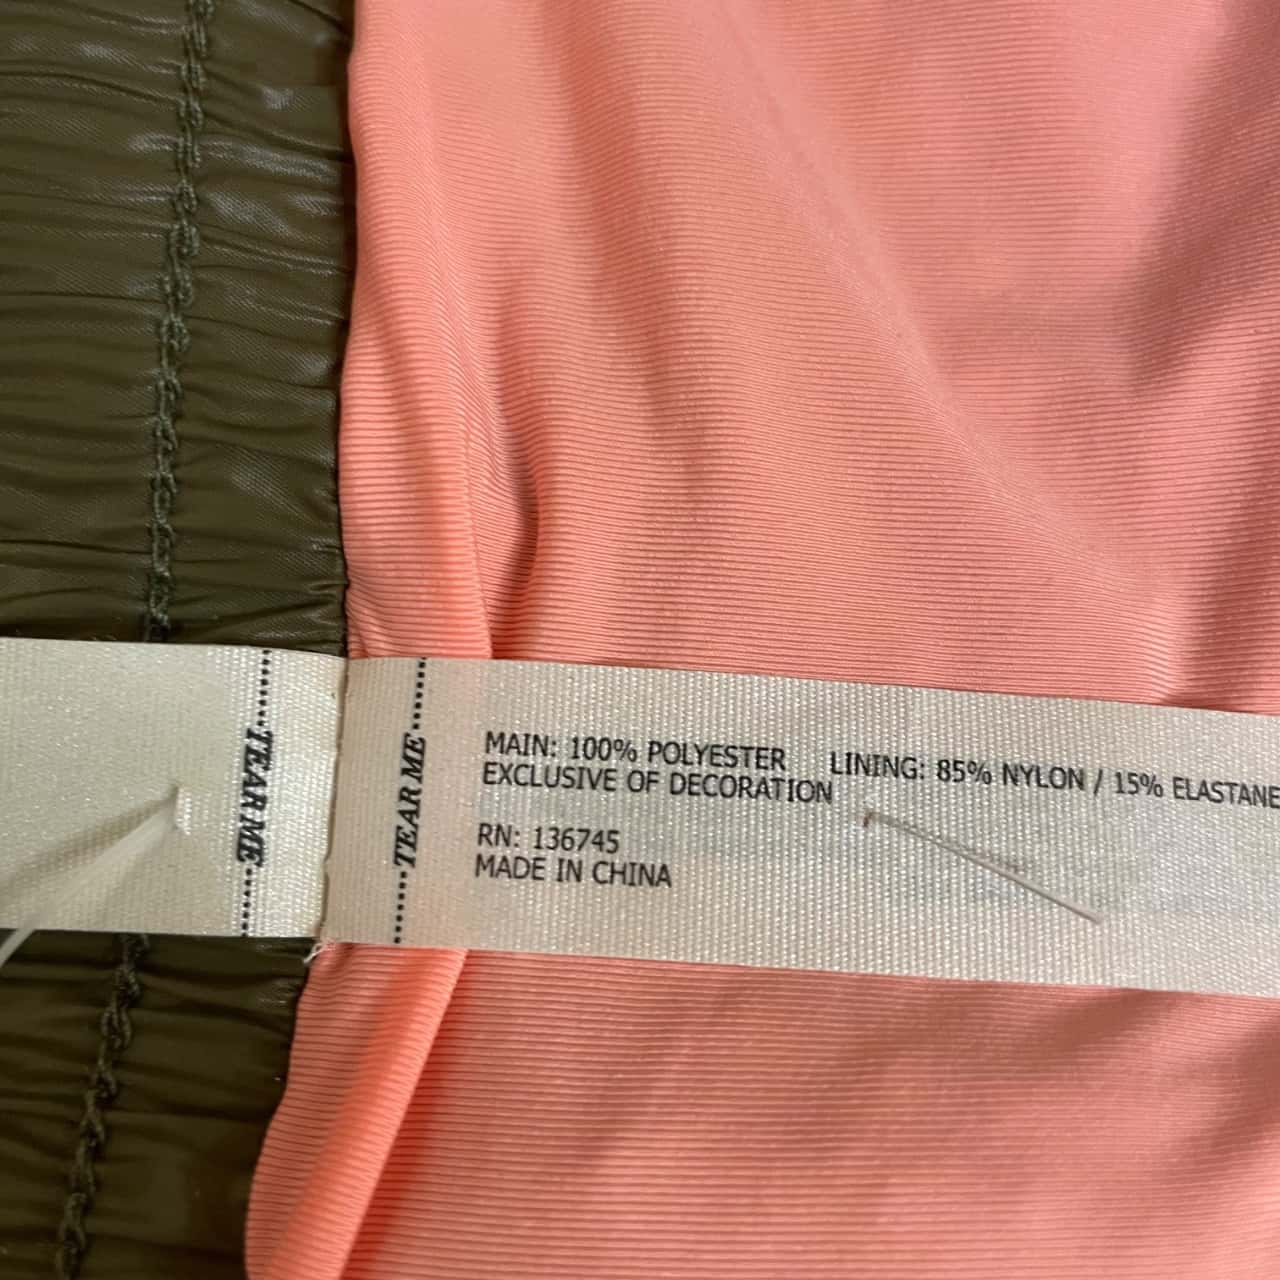 TEAR ME
TEAR ME
MAIN: 100% POLYESTER
EXCLUSIVE OF DECORATION
LINING: 85% NYLON / 15% ELASTANE
RN: 136745
MADE IN CHINA